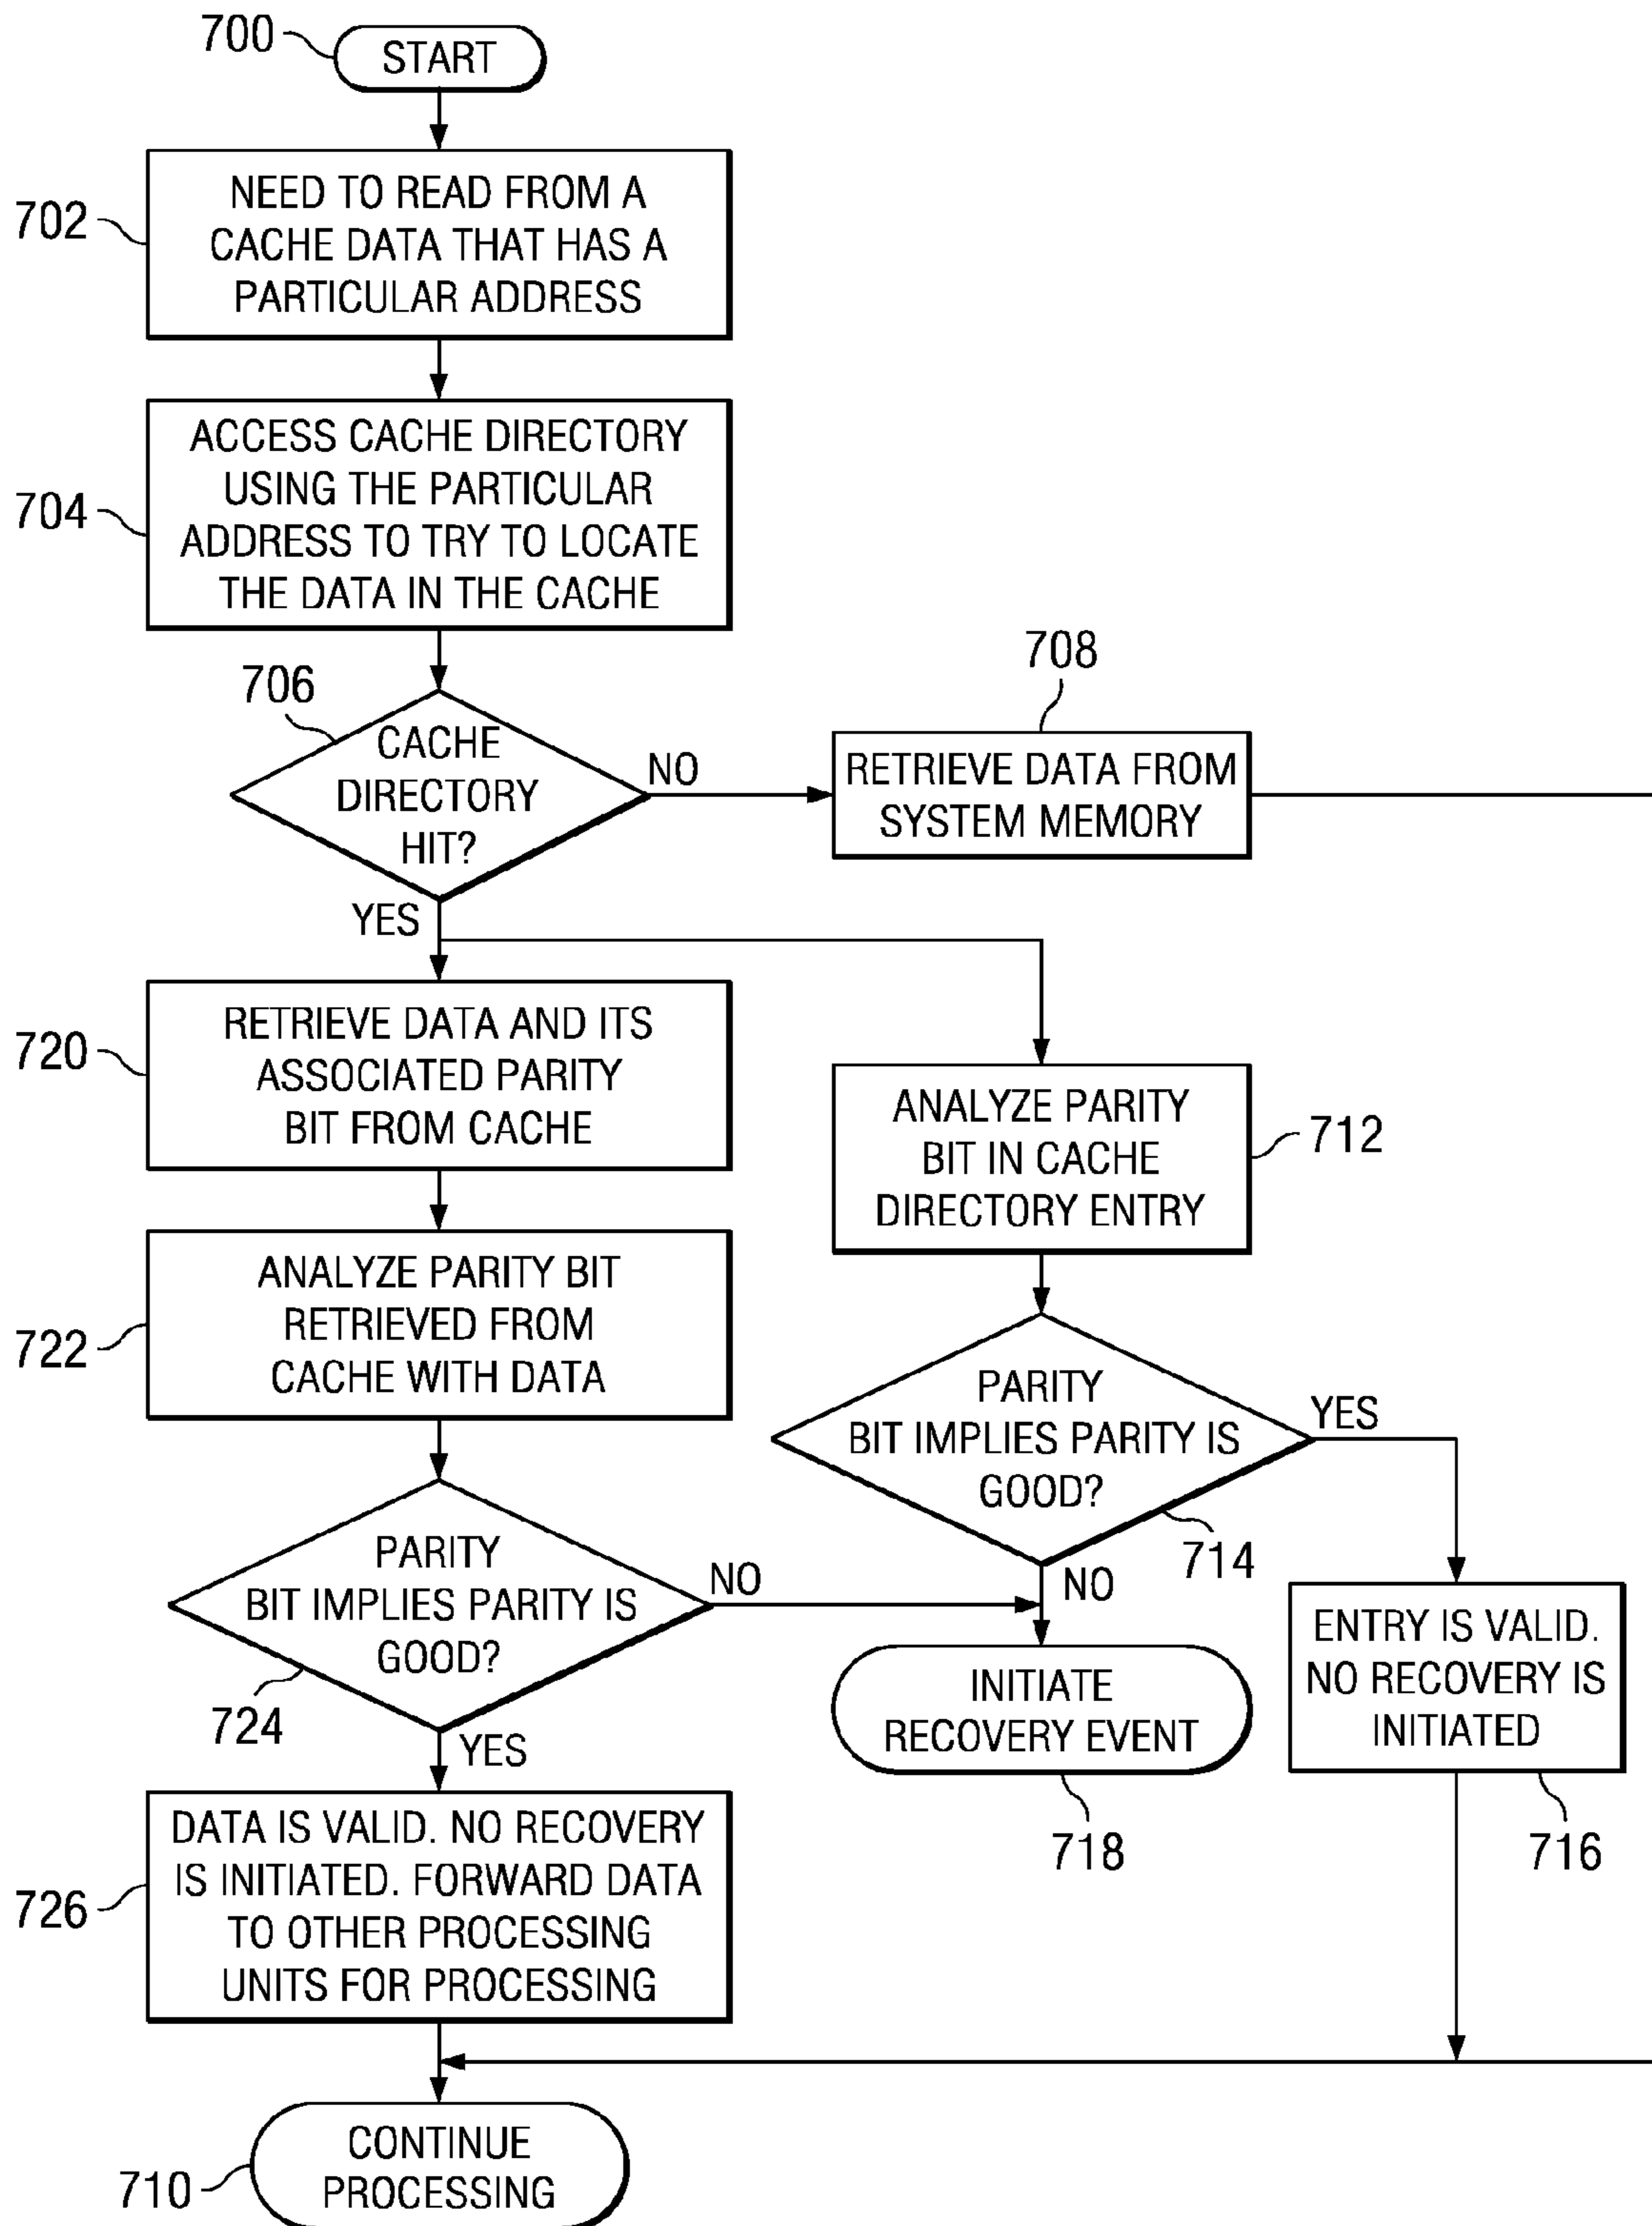 700
START
702
NEED TO READ FROM A
CACHE DATA THAT HAS A
PARTICULAR ADDRESS
704
ACCESS CACHE DIRECTORY
USING THE PARTICULAR
ADDRESS TO TRY TO LOCATE
THE DATA IN THE CACHE
706
CACHE
DIRECTORY
HIT?
NO
708
RETRIEVE DATA FROM
SYSTEM MEMORY
YES
720
RETRIEVE DATA AND ITS
ASSOCIATED PARITY
BIT FROM CACHE
712
ANALYZE PARITY
BIT IN CACHE
DIRECTORY ENTRY
722
ANALYZE PARITY BIT
RETRIEVED FROM
CACHE WITH DATA
PARITY
BIT IMPLIES PARITY IS
GOOD?
YES
714
NO
PARITY
BIT IMPLIES PARITY IS
GOOD?
NO
724
YES
INITIATE
RECOVERY EVENT
718
ENTRY IS VALID.
NO RECOVERY IS
INITIATED
716
726
DATA IS VALID. NO RECOVERY
IS INITIATED. FORWARD DATA
TO OTHER PROCESSING
UNITS FOR PROCESSING
710
CONTINUE
PROCESSING